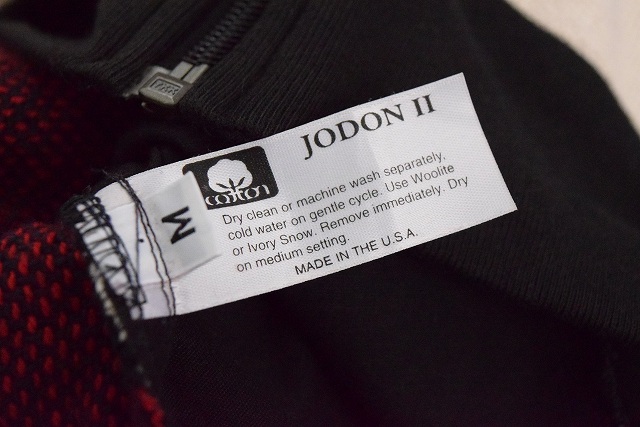 JODON II
cotton
Dry clean or machine wash separately,
cold water on gentle cycle. Use Woolite
or Ivory Snow. Remove immediately. Dry
on medium setting.
MADE IN THE U.S.A.
M